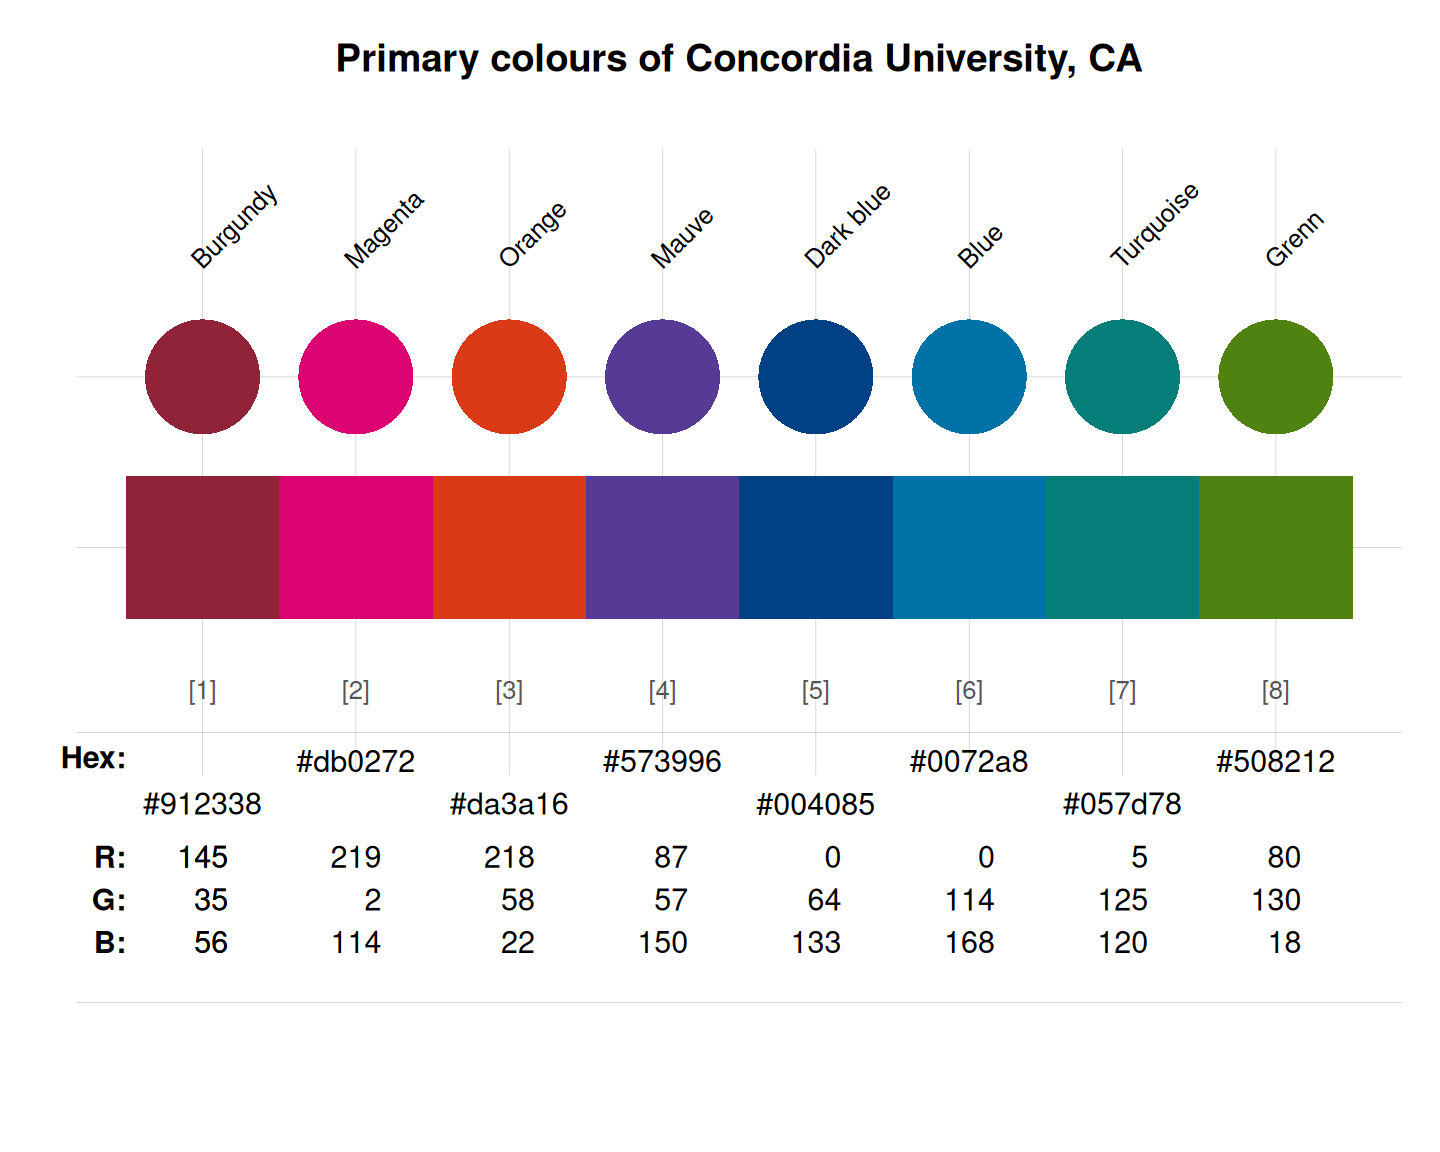 Primary colours of Concordia University, CA
Burgundy Magenta Orange Mauve Dark blue Blue Turquoise Grenn
[1] [2] [3] [4] [5] [6] [7] [8]
Hex: #db0272 #573996 #0072a8 #508212
#912338 #da3a16 #004085 #057d78
R: 145 219 218 87 0 0 5 80
G: 35 2 58 57 64 114 125 130
B: 56 114 22 150 133 168 120 18